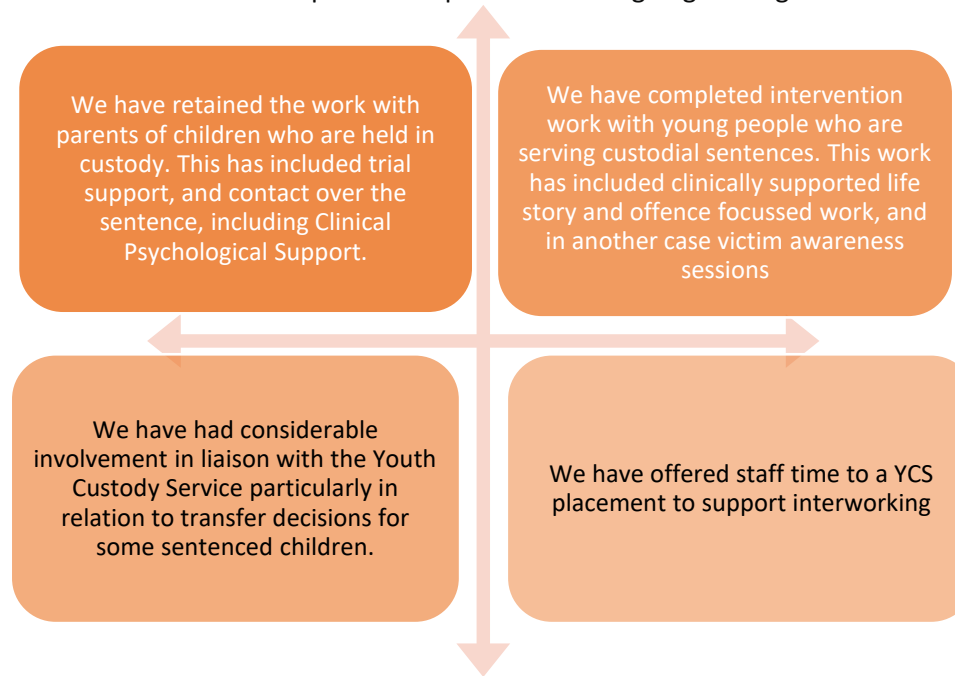 We have retained the work with
parents of children who are held in
custody. This has included trial
support, and contact over the
sentence, including Clinical
Psychological Support.
We have completed intervention
work with young people who are
serving custodial sentences. This work
has included clinically supported life
story and offence focussed work, and
in another case victim awareness
sessions
We have had considerable
involvement in liaison with the Youth
Custody Service particularly in
relation to transfer decisions for
some sentenced children.
We have offered staff time to a YCS
placement to support interworking